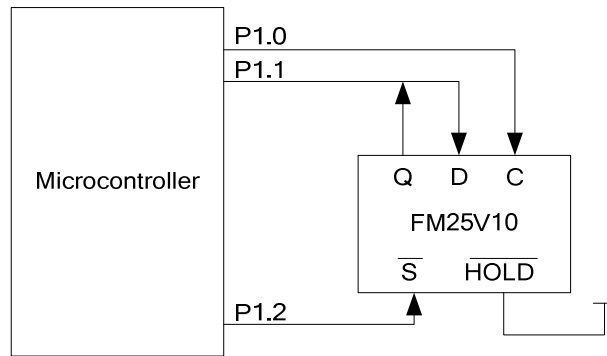 P1.0
P1.1
Microcontroller
Q D C
FM25V10
S HOLD
P1.2